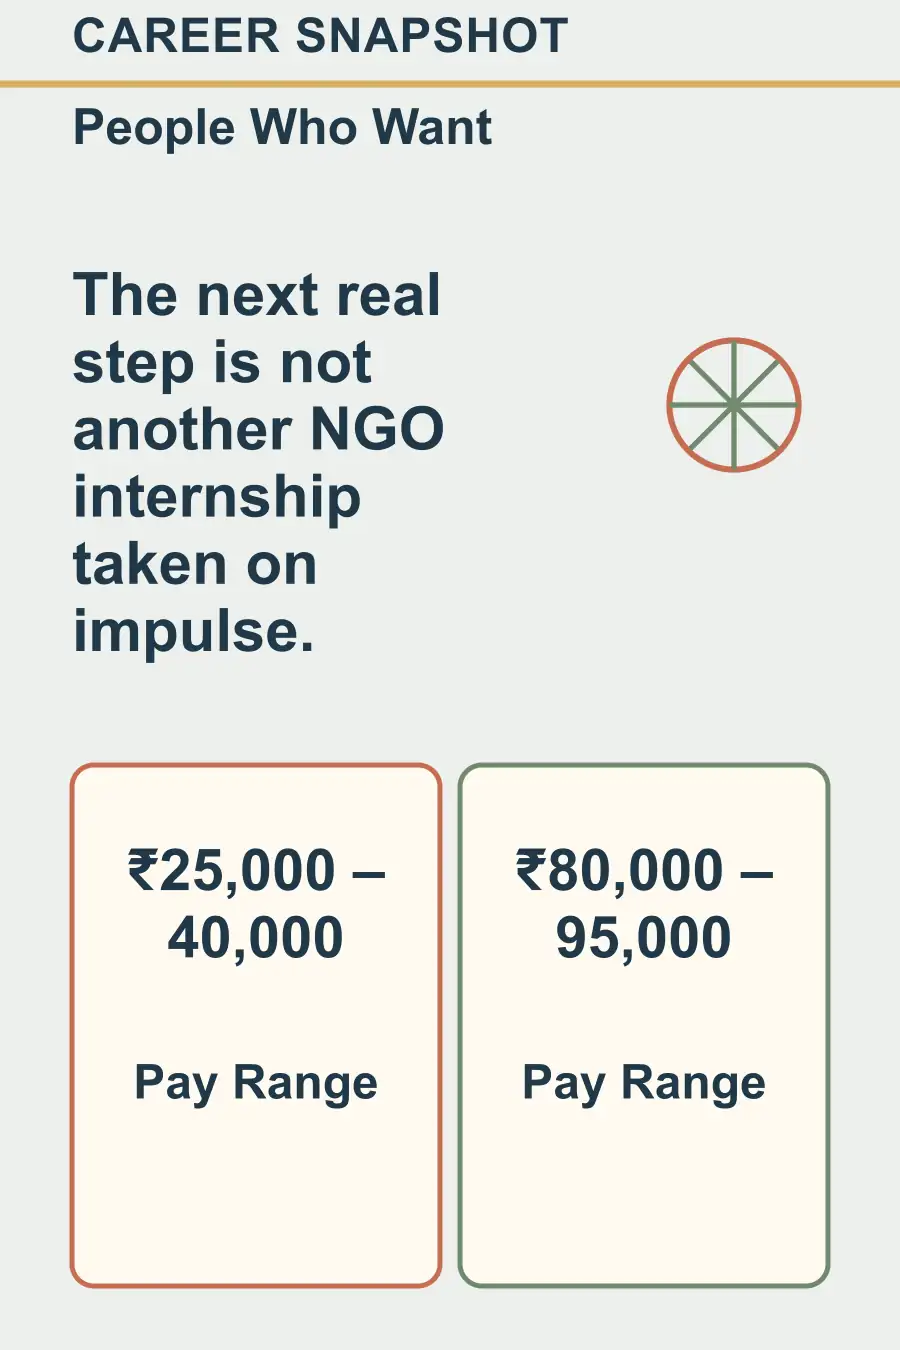 CAREER SNAPSHOT
People Who Want
The next real
step is not
another NGO
internship
taken on
impulse.
₹25,000 –
40,000
Pay Range
₹80,000 –
95,000
Pay Range